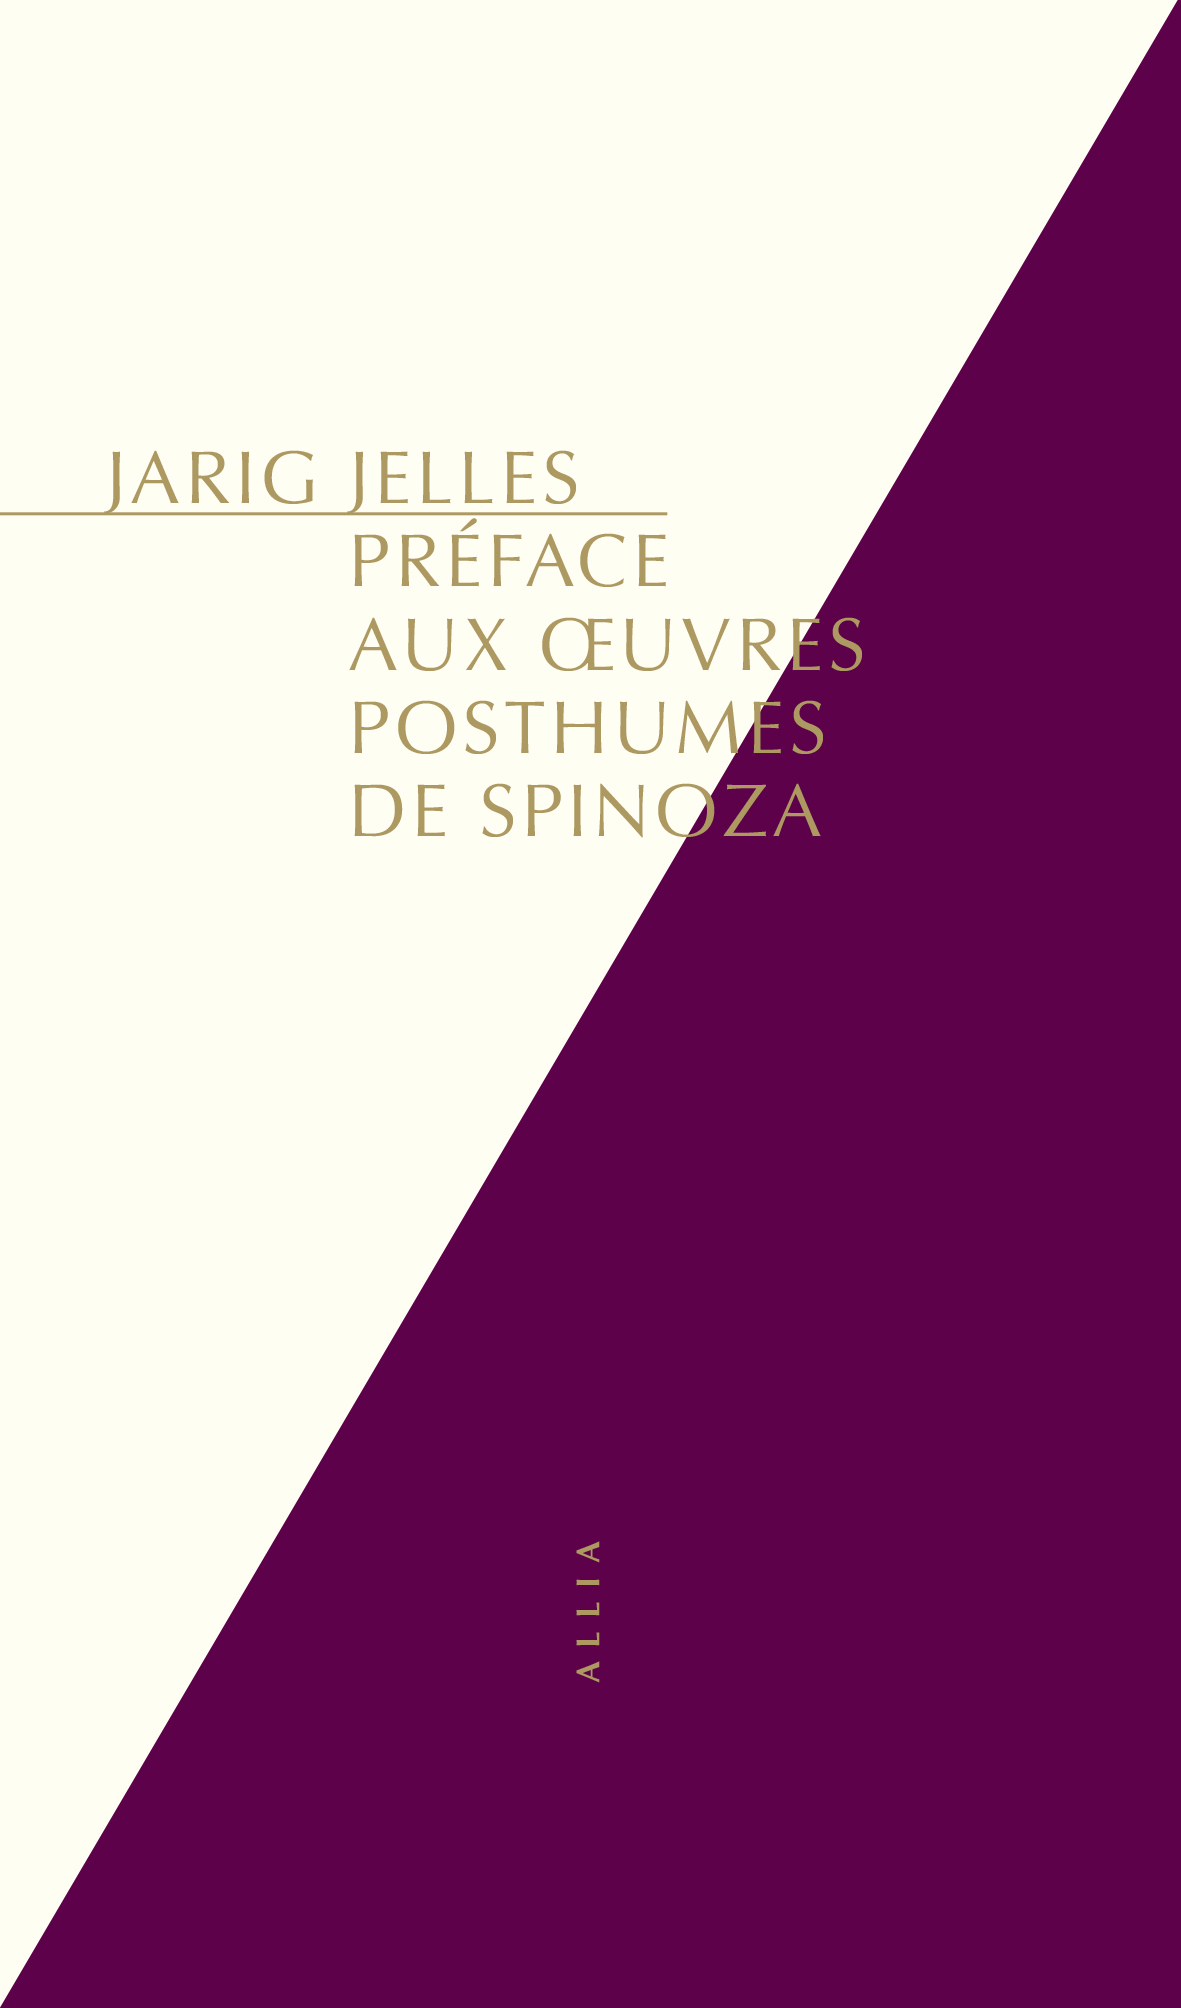 JARIG JELLES
PRÉFACE
AUX ŒUVRES
POSTHUMES
DE SPINOZA
ALLIA